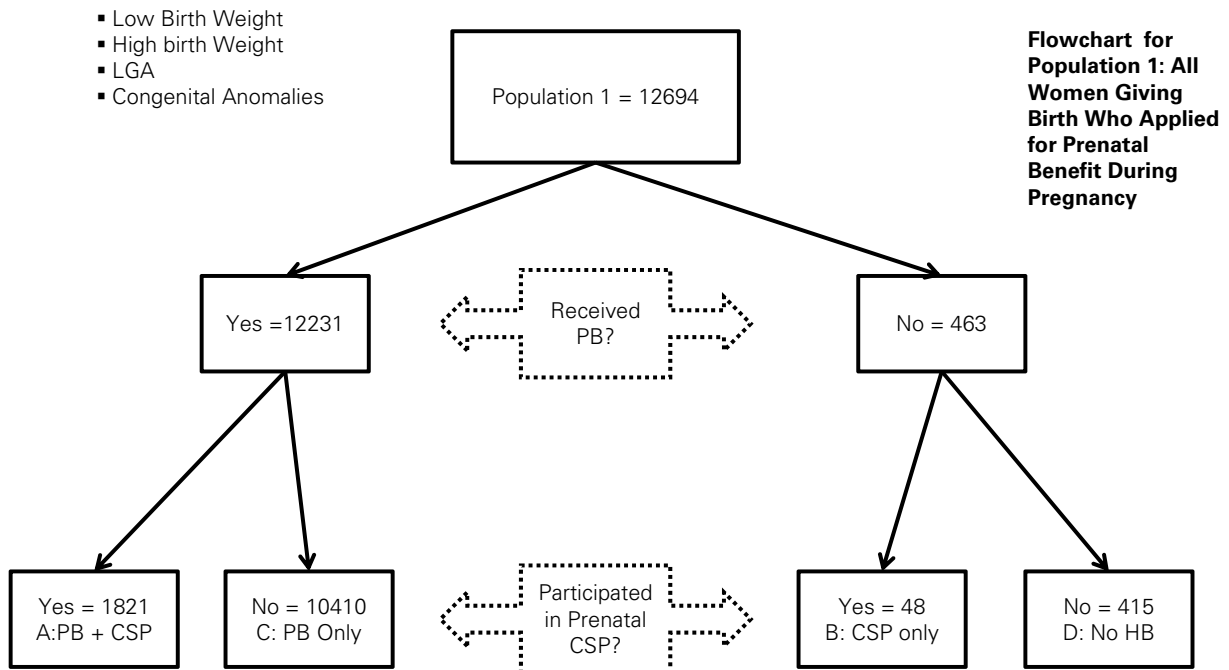 ▪ Low Birth Weight
▪ High birth Weight
▪ LGA
▪ Congenital Anomalies
Population 1 = 12694
Flowchart for
Population 1: All
Women Giving
Birth Who Applied
for Prenatal
Benefit During
Pregnancy
Yes =12231
Received
PB?
No = 463
Yes = 1821
A:PB + CSP
No = 10410
C: PB Only
Participated
in Prenatal
CSP?
Yes = 48
B: CSP only
No = 415
D: No HB